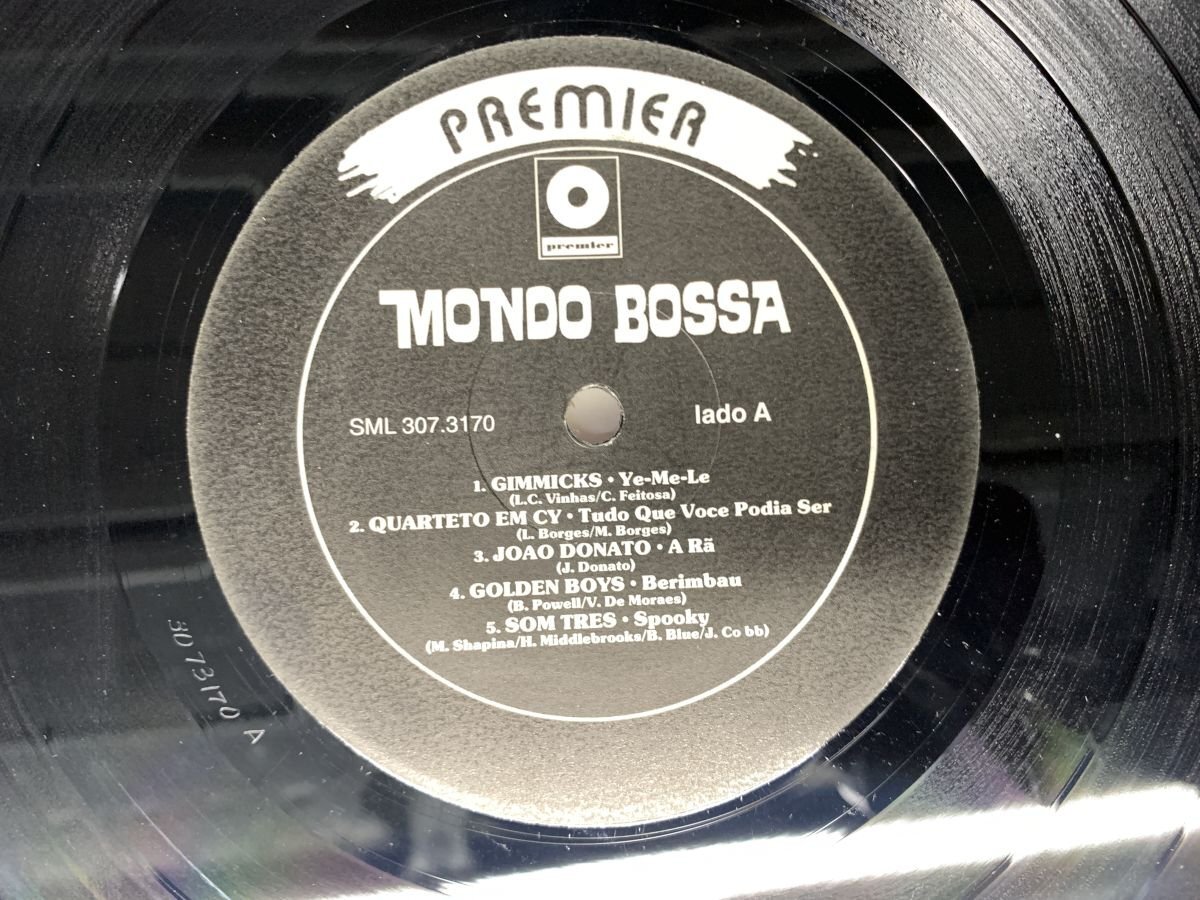 PREMIER
premier
MONDO BOSSA
SML 307.3170
lado A
1. GIMMICKS • Ye-Me-Le
(L.C. Vinhas/C. Feitosa)
2. QUARTETO EM CY • Tudo Que Voce Podia Ser
(L. Borges/M. Borges)
3. JOAO DONATO • A Rã
(J. Donato)
4. GOLDEN BOYS • Berimbau
(B. Powell/V. De Moraes)
5. SOM TRES • Spooky
(M. Shapina/H. Middlebrooks/B. Blue/J. Co bb)
3073170 A